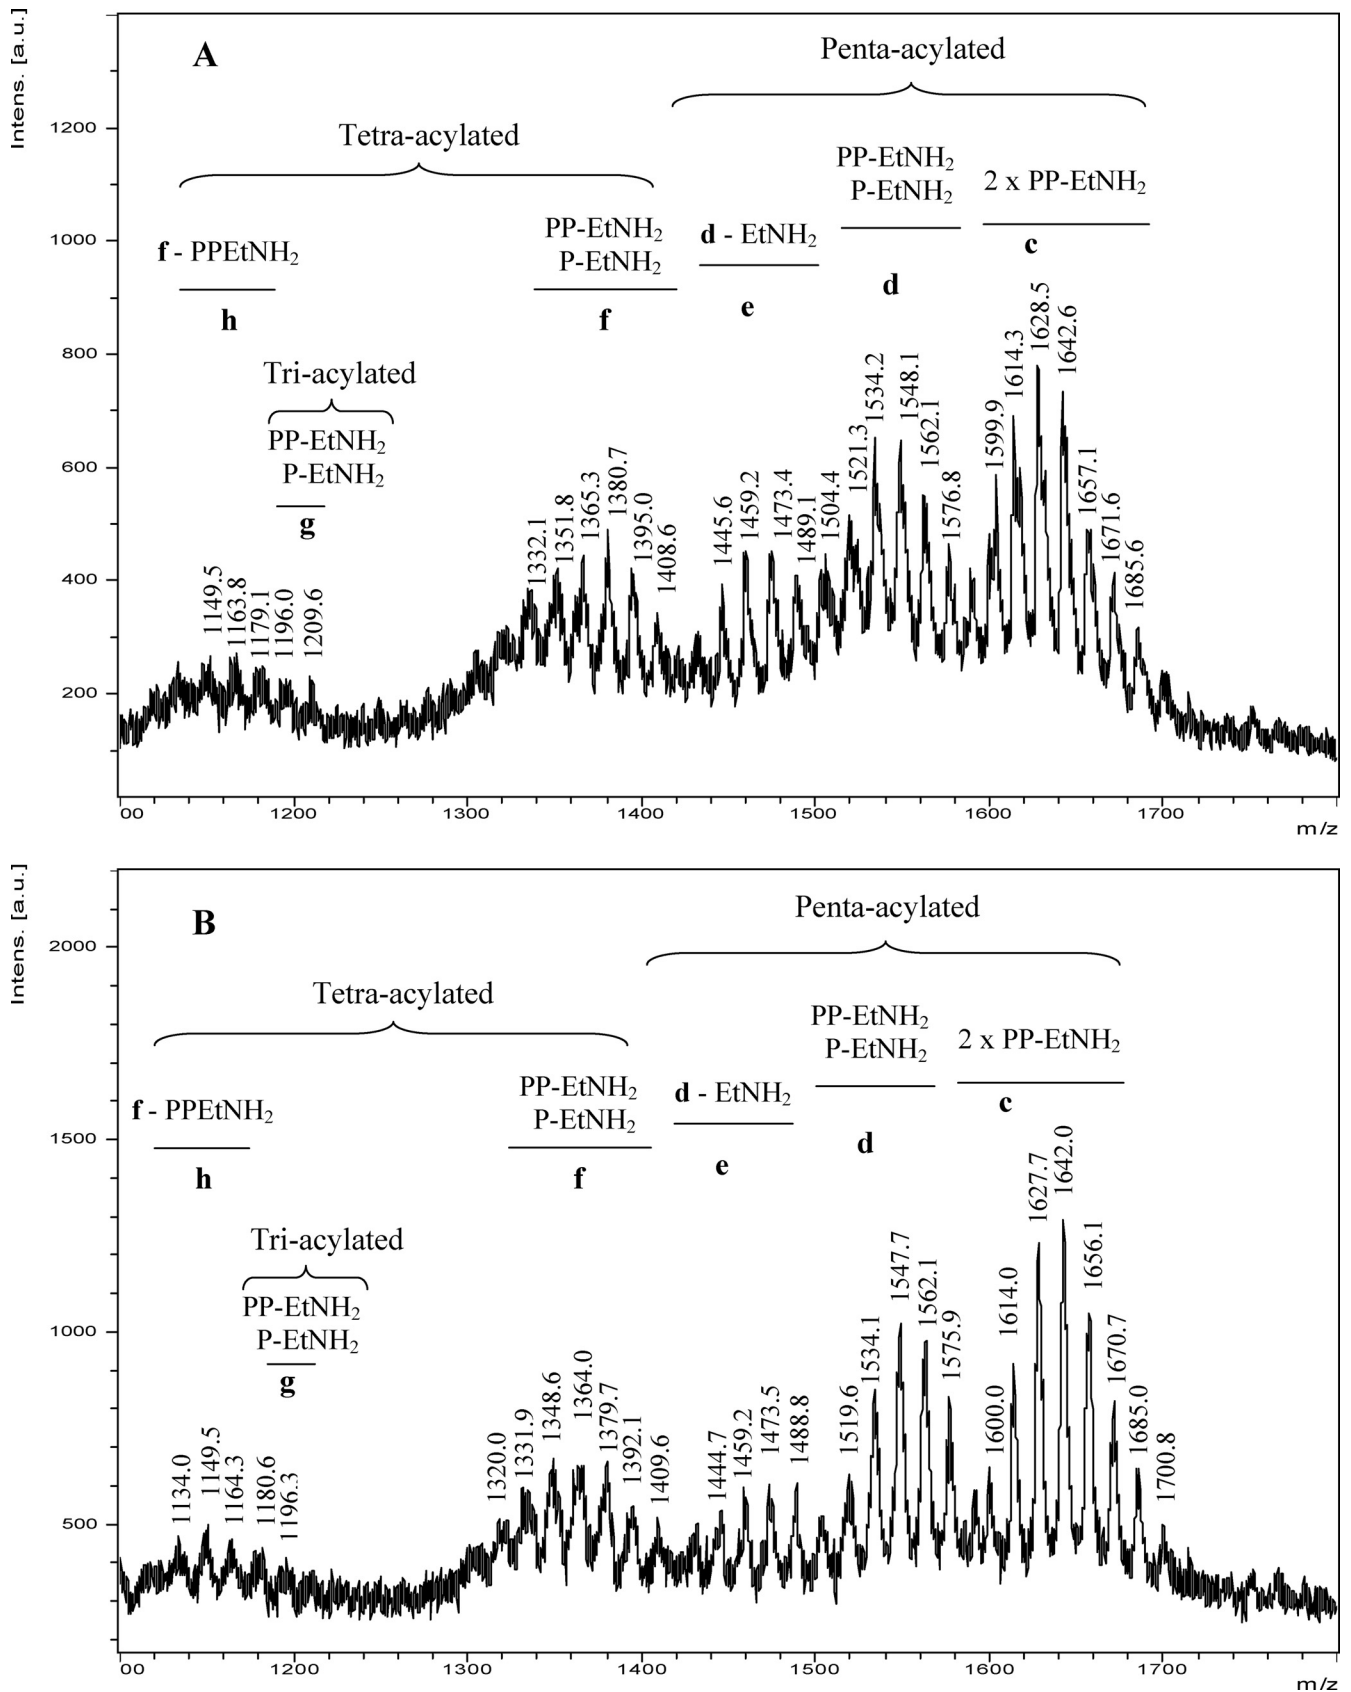 A
Intens. [a.u.]
Penta-acylated
Tetra-acylated
PP-EtNH2
P-EtNH2
2 x PP-EtNH2
c
d
d - EtNH2
e
PP-EtNH2
P-EtNH2
f
f - PPEtNH2
h
Tri-acylated
PP-EtNH2
P-EtNH2
g
1200
1000
800
600
400
200
1149.5
1163.8
1179.1
1196.0
1209.6
1332.1
1351.8
1365.3
1380.7
1395.0
1408.6
1445.6
1459.2
1473.4
1489.1
1504.4
1521.3
1534.2
1548.1
1562.1
1576.8
1599.9
1614.3
1628.5
1642.6
1657.1
1671.6
1685.6
00
1200
1300
1400
1500
1600
1700
m/z
B
Intens. [a.u.]
Penta-acylated
Tetra-acylated
PP-EtNH2
P-EtNH2
2 x PP-EtNH2
c
d
d - EtNH2
e
PP-EtNH2
P-EtNH2
f
f - PPEtNH2
h
Tri-acylated
PP-EtNH2
P-EtNH2
g
2000
1500
1000
500
1134.0
1149.5
1164.3
1180.6
1196.3
1320.0
1331.9
1348.6
1364.0
1379.7
1392.1
1409.6
1444.7
1459.2
1473.5
1488.8
1519.6
1534.1
1547.7
1562.1
1575.9
1600.0
1614.0
1627.7
1642.0
1656.1
1670.7
1685.0
1700.8
00
1200
1300
1400
1500
1600
1700
m/z